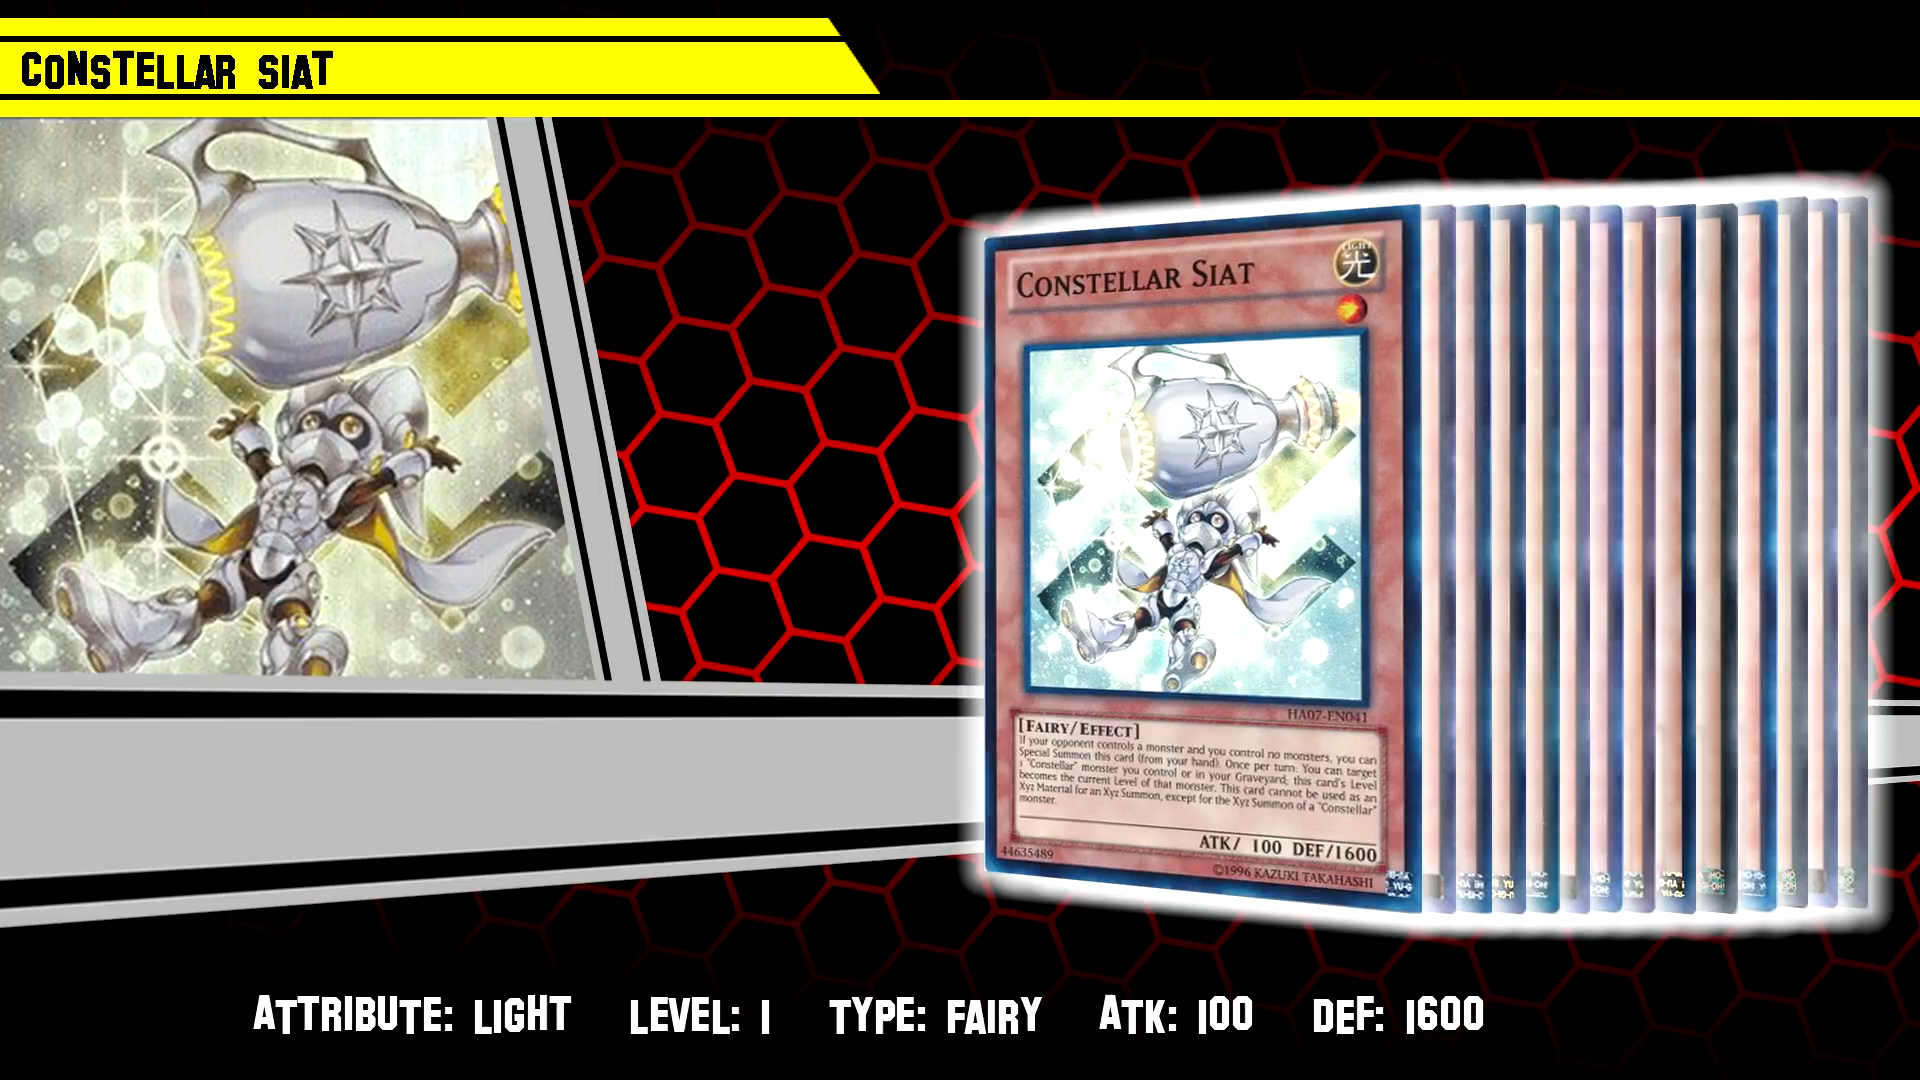 CONSTELLAR SIAT
CONSTELLAR SIAT
LIGHT
光
HA07-EN041
[FAIRY/EFFECT]
If your opponent controls a monster and you control no monsters, you can
Special Summon this card (from your hand). Once per turn: You can target
1 "Constellar" monster you control or in your Graveyard; this card's Level
becomes the current Level of that monster. This card cannot be used as an
Xyz Material for an Xyz Summon, except for the Xyz Summon of a "Constellar"
monster.
ATK/ 100 DEF/1600
44635489
©1996 KAZUKI TAKAHASHI
ATTRIBUTE: LIGHT LEVEL: 1 TYPE: FAIRY ATK: 100 DEF: 1600